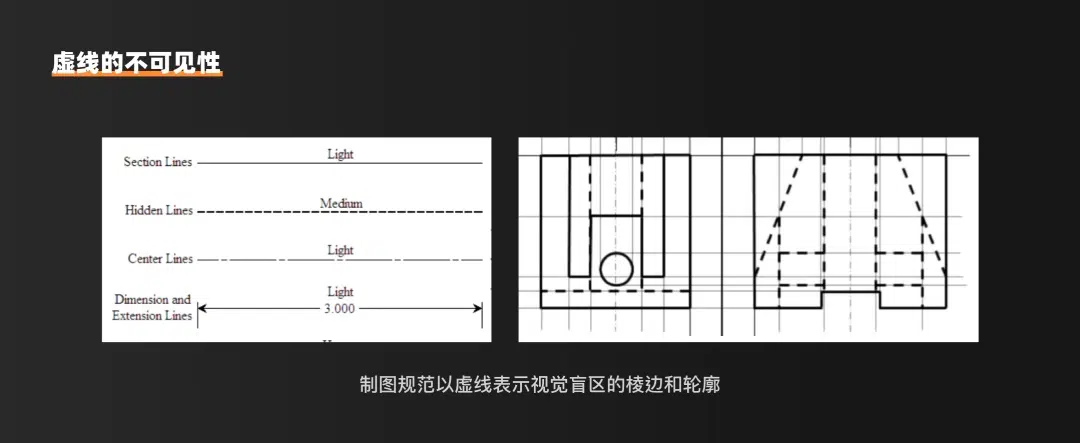 虚线的不可见性
Section Lines
Light
Hidden Lines
Medium
Center Lines
Light
Dimension and
Extension Lines
Light
3.000
制图规范以虚线表示视觉盲区的棱边和轮廓